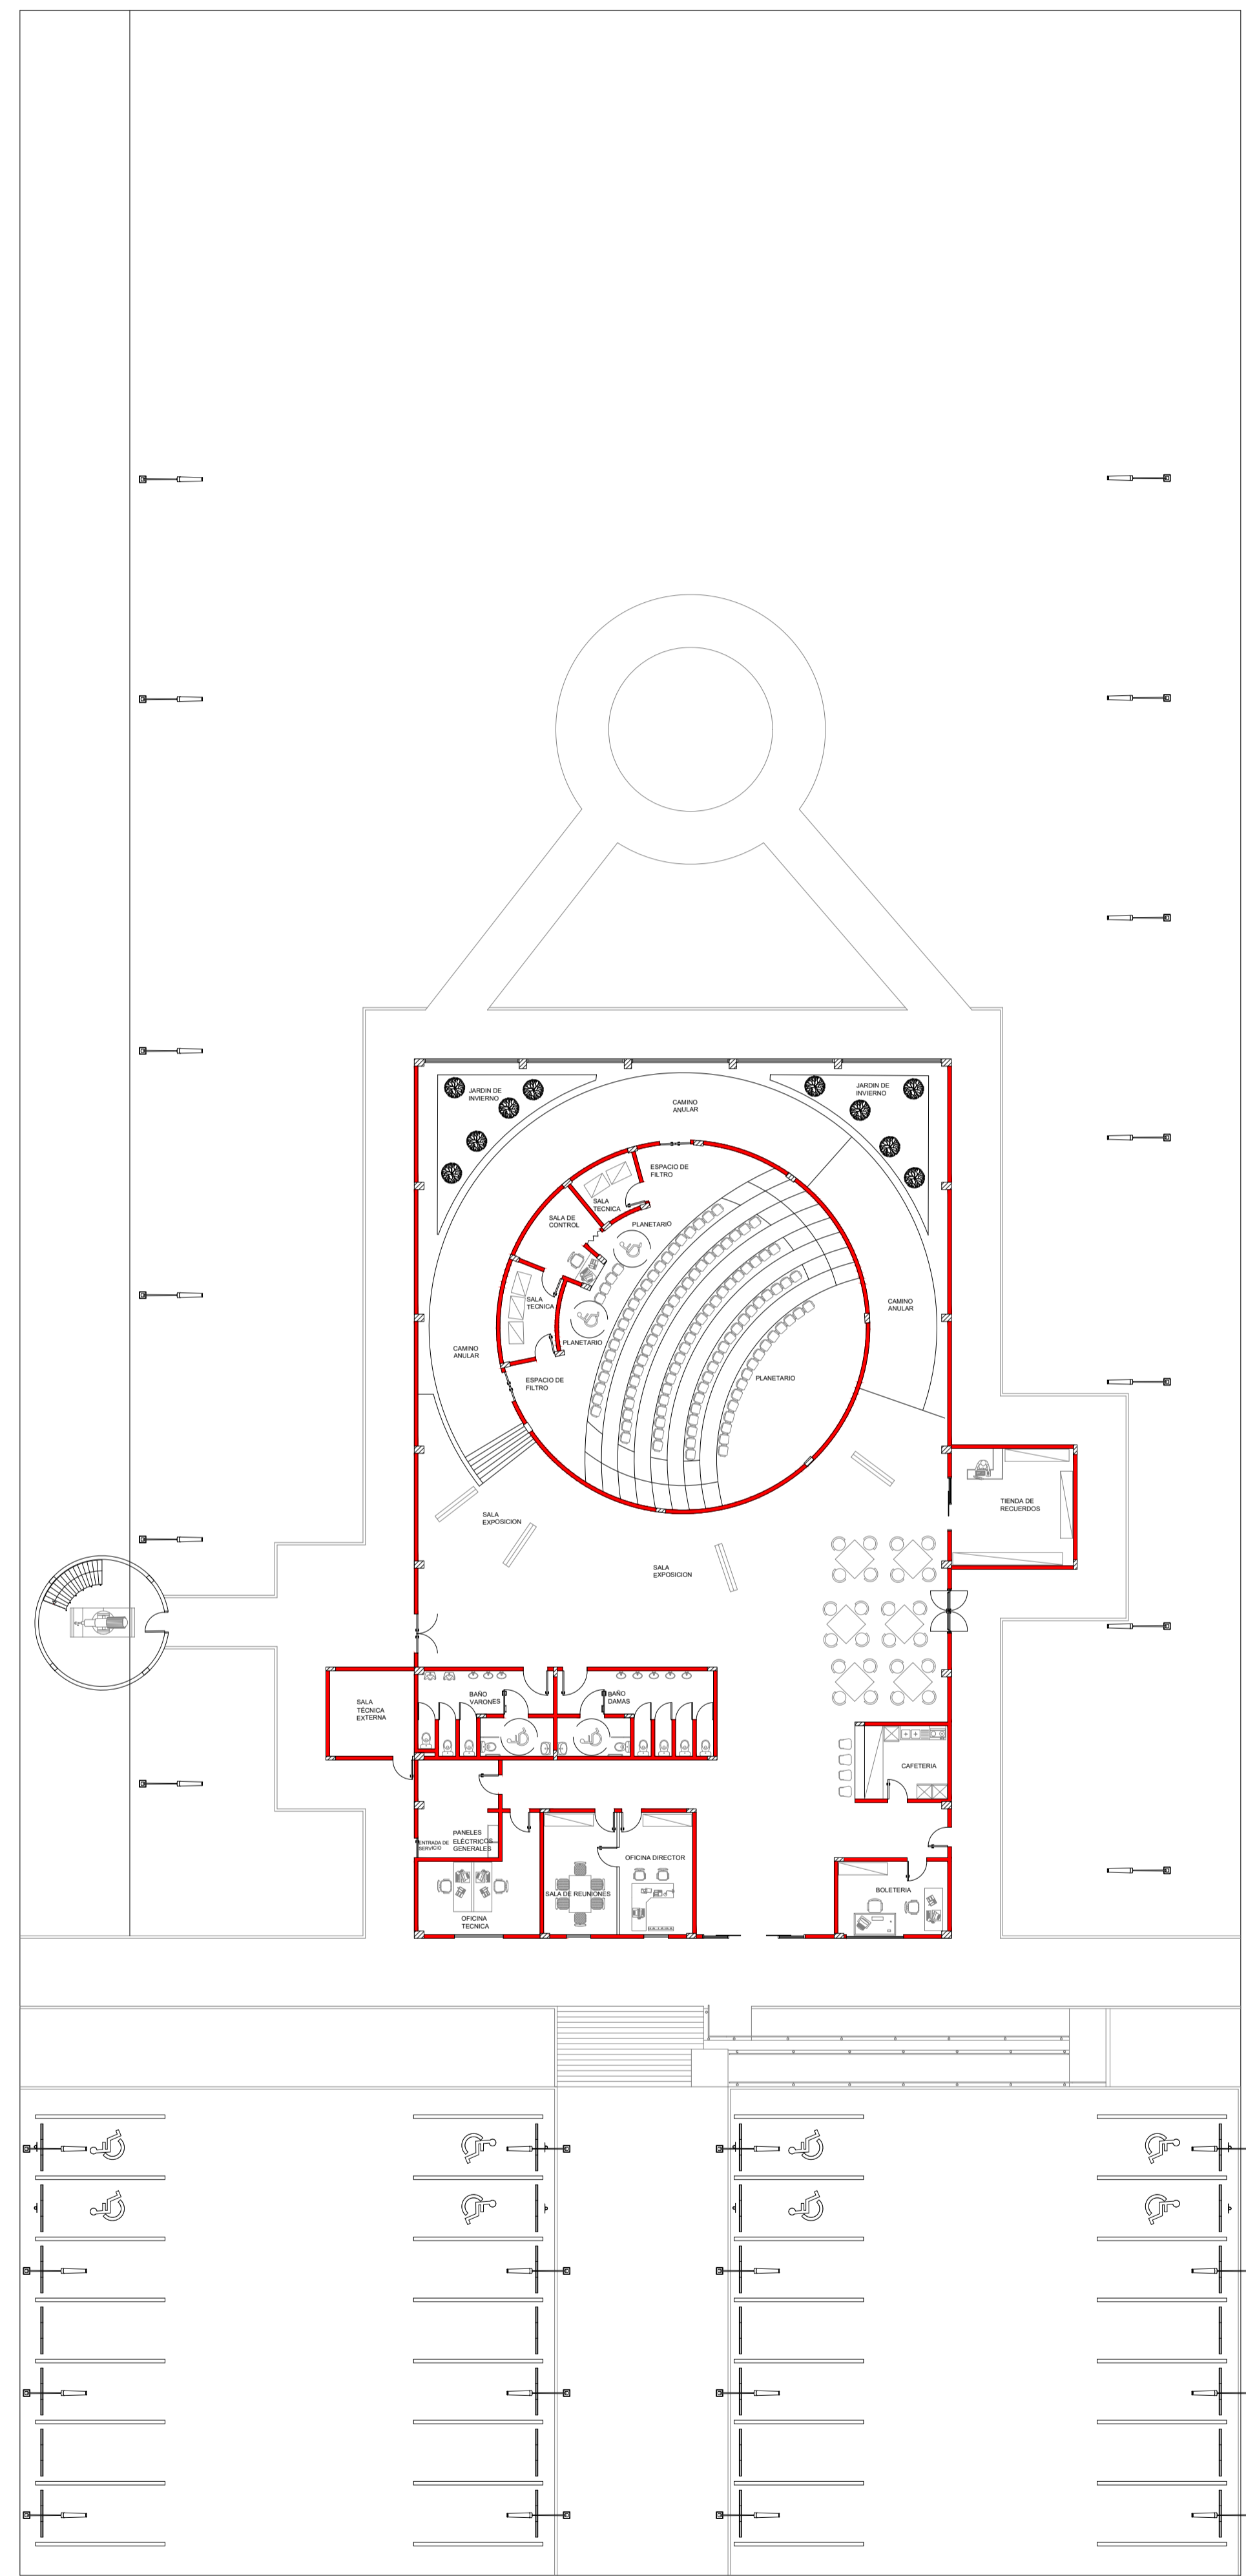 JARDIN DE
INVIERNO
CAMINO
ANULAR
JARDIN DE
INVIERNO
ESPACIO DE
FILTRO
SALA
TECNICA
SALA DE
CONTROL
PLANETARIO
SALA
TECNICA
CAMINO
ANULAR
PLANETARIO
CAMINO
ANULAR
ESPACIO DE
FILTRO
PLANETARIO
TIENDA DE
RECUERDOS
SALA
EXPOSICION
SALA
EXPOSICION
SALA
TÉCNICA
EXTERNA
BAÑO
VARONES
BAÑO
DAMAS
CAFETERIA
ENTRADA DE
SERVICIO
PANELES
ELÉCTRICOS
GENERALES
OFICINA DIRECTOR
SALA DE REUNIONES
BOLETERIA
OFICINA
TECNICA